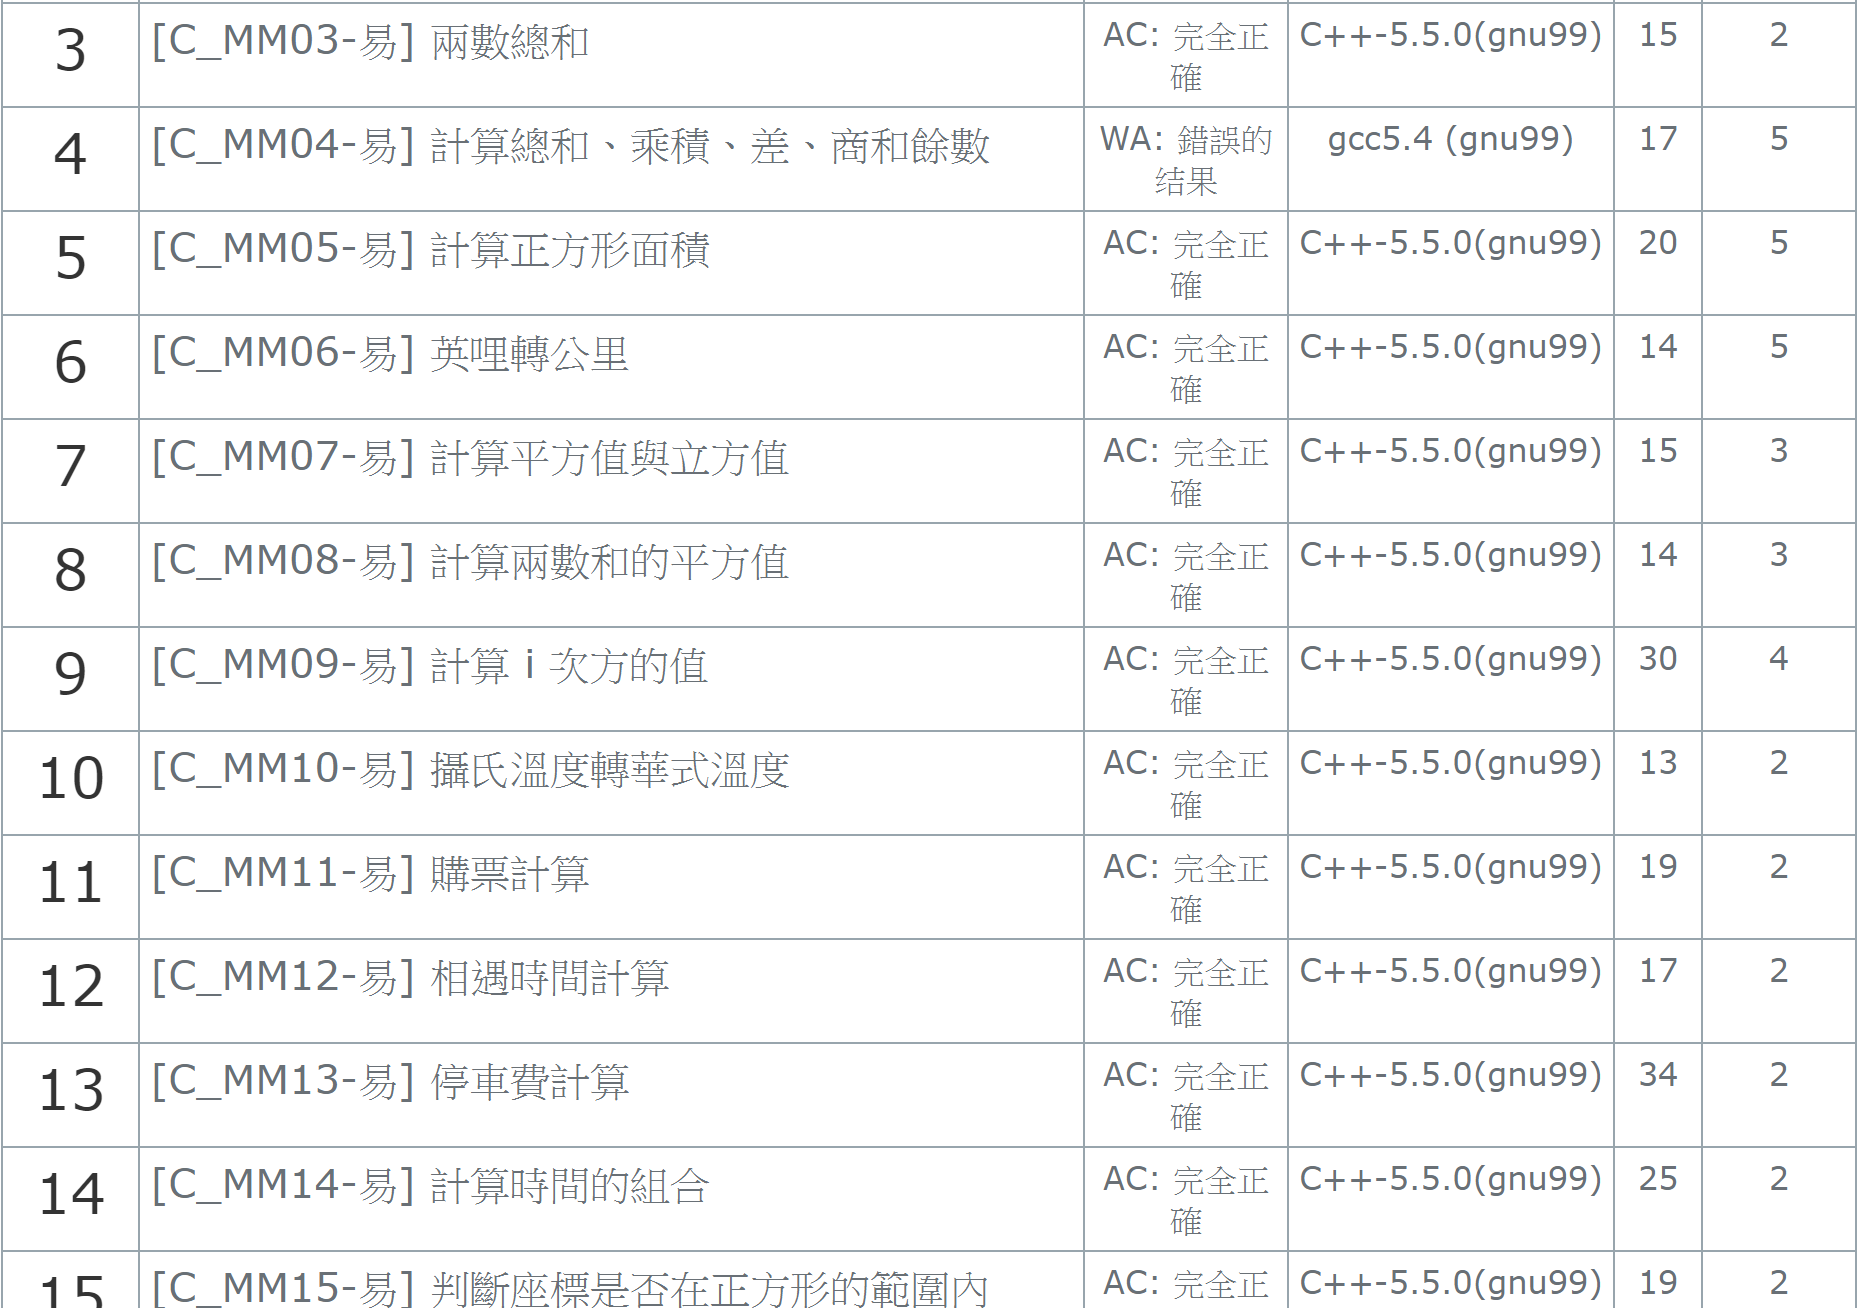 3 [C_MM03-易] 兩數總和 AC: 完全正確 C++-5.5.0(gnu99) 15 2
4 [C_MM04-易] 計算總和、乘積、差、商和餘數 WA: 錯誤的结果 gcc5.4 (gnu99) 17 5
5 [C_MM05-易] 計算正方形面積 AC: 完全正確 C++-5.5.0(gnu99) 20 5
6 [C_MM06-易] 英哩轉公里 AC: 完全正確 C++-5.5.0(gnu99) 14 5
7 [C_MM07-易] 計算平方值與立方值 AC: 完全正確 C++-5.5.0(gnu99) 15 3
8 [C_MM08-易] 計算兩數和的平方值 AC: 完全正確 C++-5.5.0(gnu99) 14 3
9 [C_MM09-易] 計算 i 次方的值 AC: 完全正確 C++-5.5.0(gnu99) 30 4
10 [C_MM10-易] 攝氏溫度轉華式溫度 AC: 完全正確 C++-5.5.0(gnu99) 13 2
11 [C_MM11-易] 購票計算 AC: 完全正確 C++-5.5.0(gnu99) 19 2
12 [C_MM12-易] 相遇時間計算 AC: 完全正確 C++-5.5.0(gnu99) 17 2
13 [C_MM13-易] 停車費計算 AC: 完全正確 C++-5.5.0(gnu99) 34 2
14 [C_MM14-易] 計算時間的組合 AC: 完全正確 C++-5.5.0(gnu99) 25 2
15 [C_MM15-易] 判斷座標是否在正方形的範圍內 AC: 完全正 C++-5.5.0(gnu99) 19 2